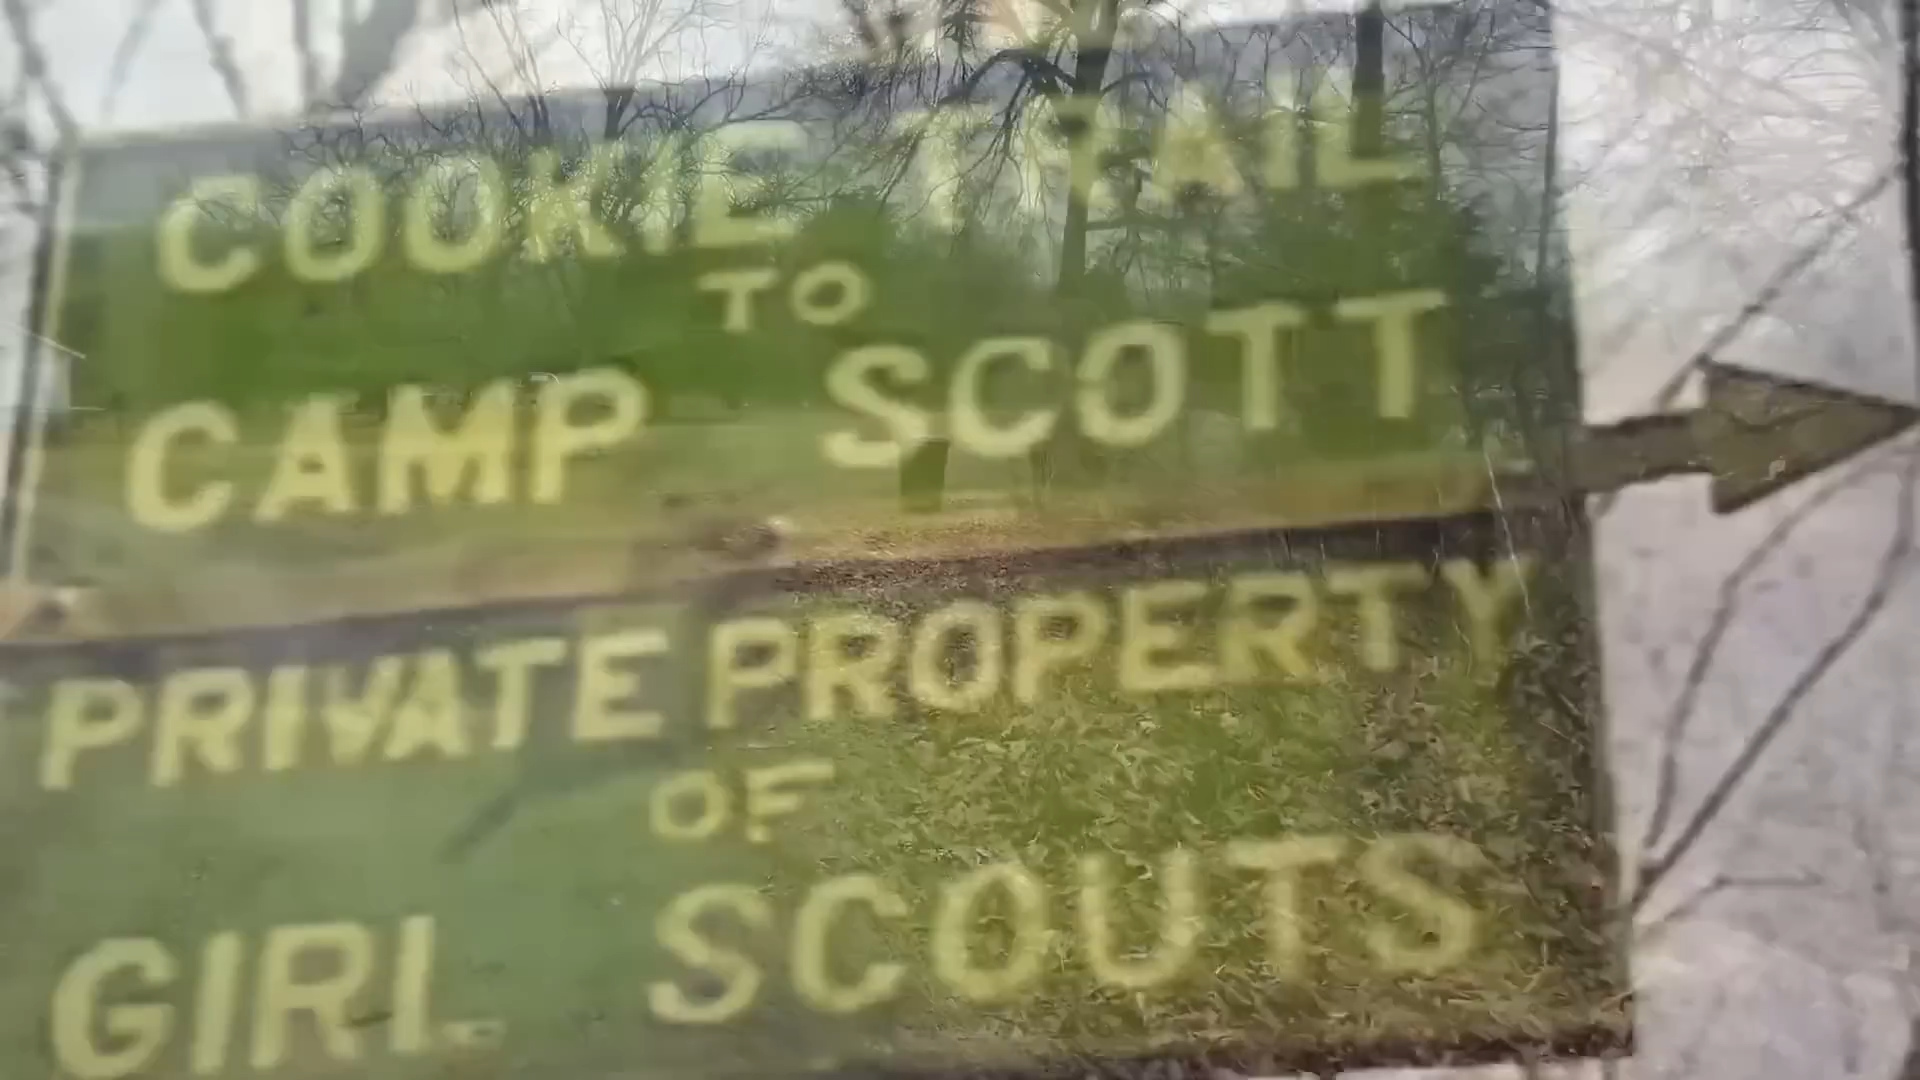 COOKIE TRAIL
TO
CAMP SCOTT
PRIVATE PROPERTY
OF
GIRL SCOUTS